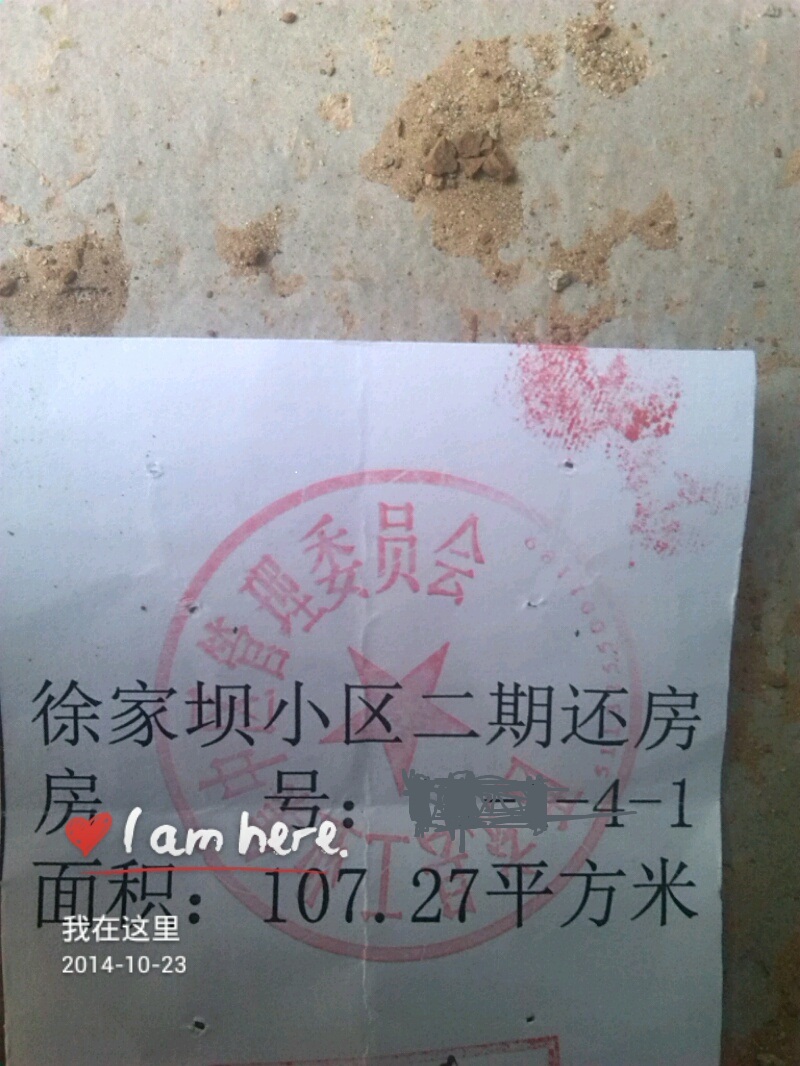 管理委员会
徐家坝小区二期还房
房 号： -4-1
I am here.
面积：107.27平方米
我在这里
2014-10-23